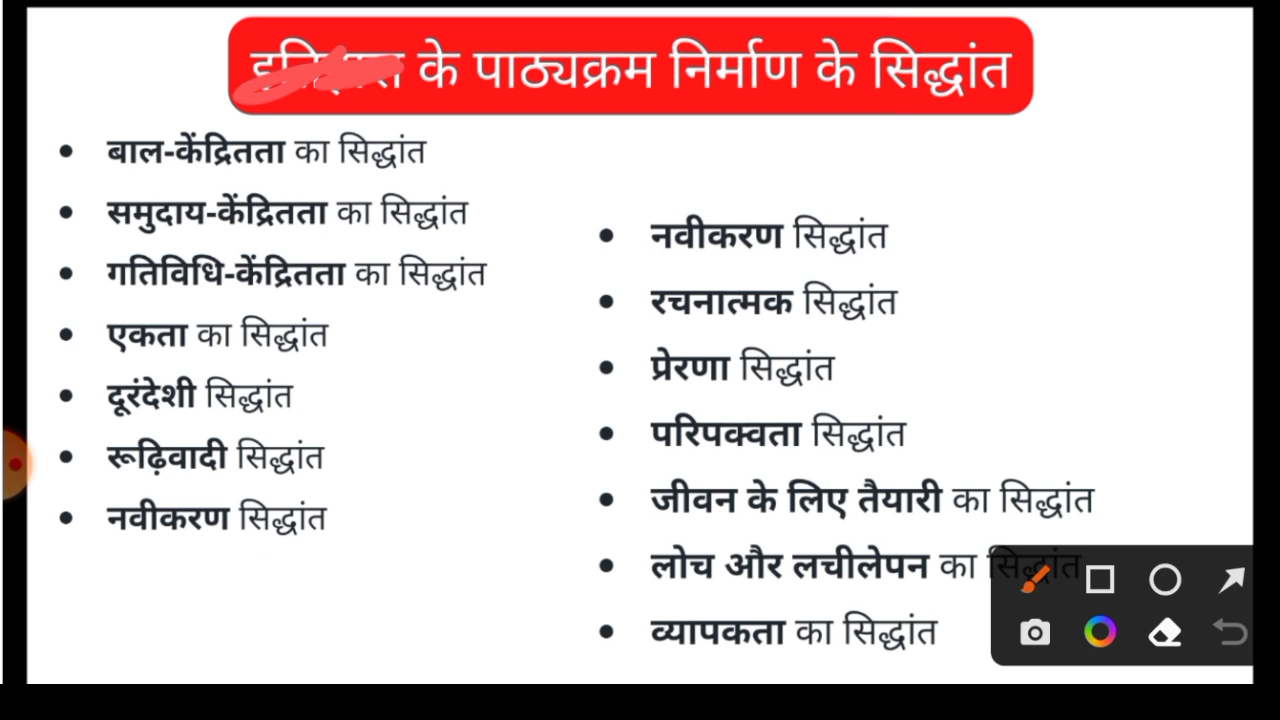 के पाठ्यक्रम निर्माण के सिद्धांत
• बाल-केंद्रितता का सिद्धांत
• समुदाय-केंद्रितता का सिद्धांत
• गतिविधि-केंद्रितता का सिद्धांत
• एकता का सिद्धांत
• दूरंदेशी सिद्धांत
• रूढ़िवादी सिद्धांत
• नवीकरण सिद्धांत
• नवीकरण सिद्धांत
• रचनात्मक सिद्धांत
• प्रेरणा सिद्धांत
• परिपक्वता सिद्धांत
• जीवन के लिए तैयारी का सिद्धांत
• लोच और लचीलेपन का सिद्धांत
• व्यापकता का सिद्धांत